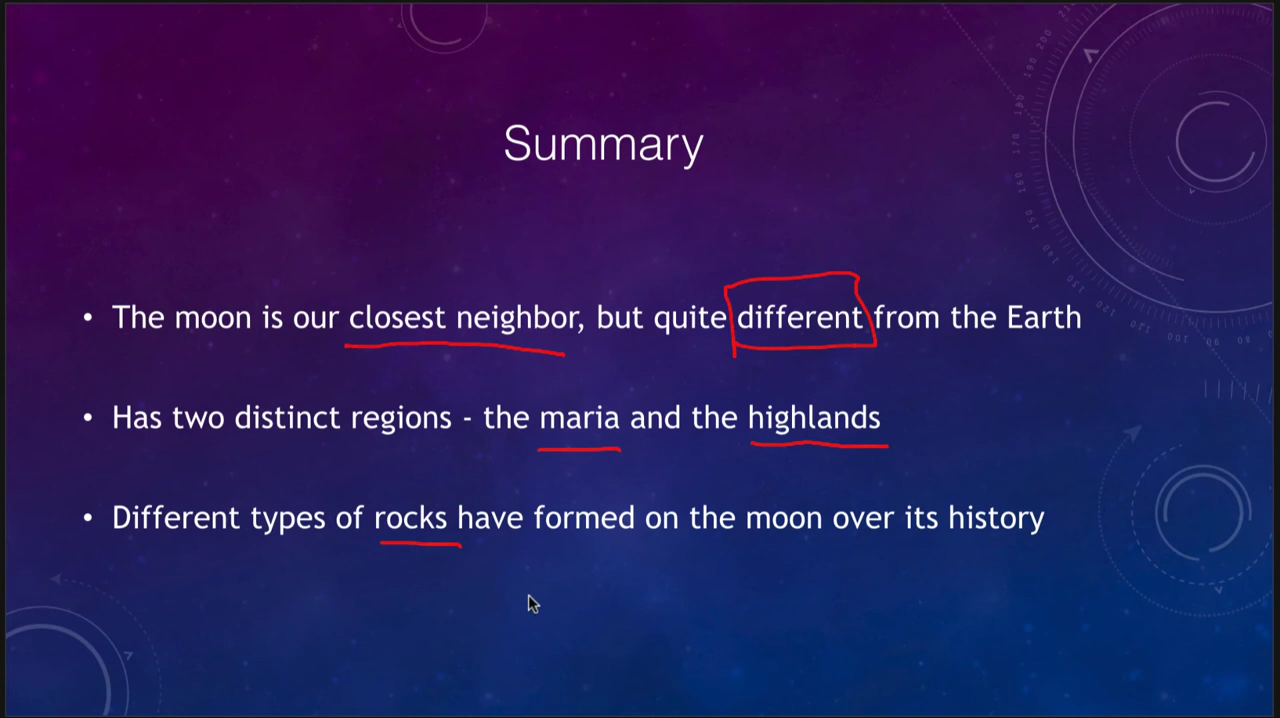 Summary
• The moon is our closest neighbor, but quite different from the Earth
• Has two distinct regions - the maria and the highlands
• Different types of rocks have formed on the moon over its history